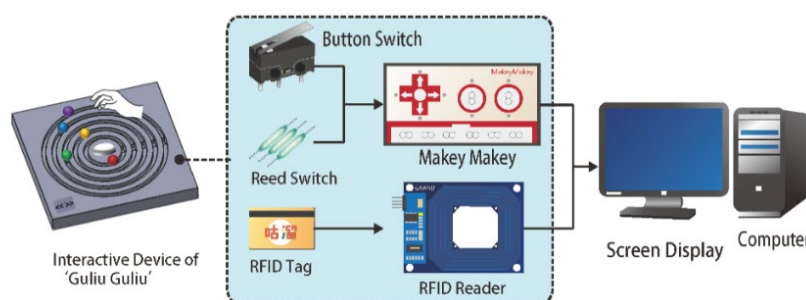 Button Switch
MakeyMakey
Makey Makey
Reed Switch
咕溜
RFID Tag
GRAND
RFID Reader
Interactive Device of
'Guliu Guliu'
Screen Display
Computer